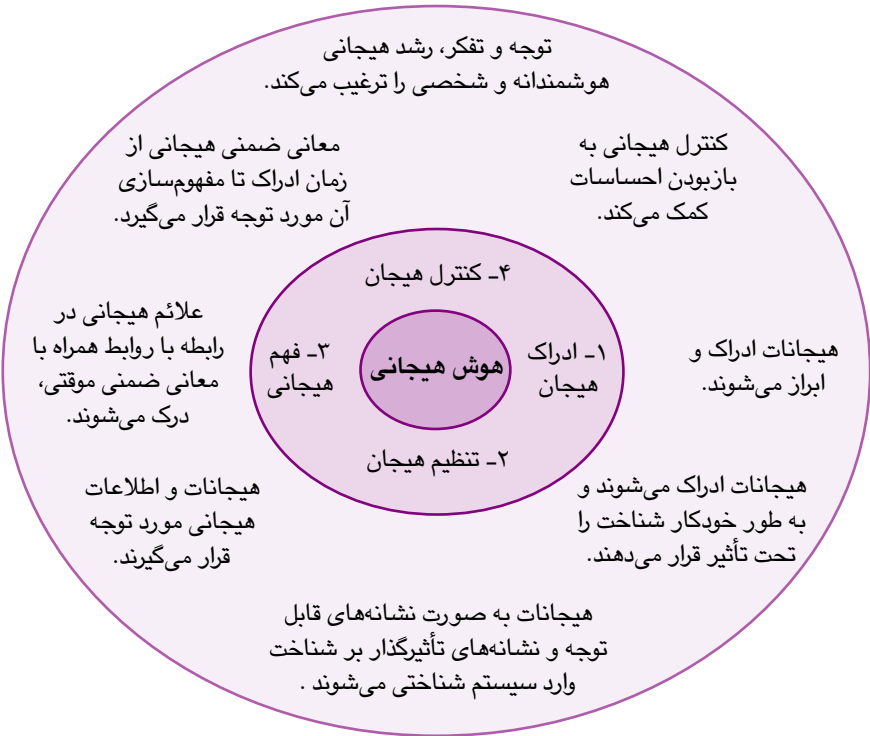 توجه و تفکر، رشد هیجانی
هوشمندانه و شخصی را ترغیب می‌کند.
کنترل هیجانی به
بازبودن احساسات
کمک می‌کند.
معانی ضمنی هیجانی از
زمان ادراک تا مفهوم‌سازی
آن مورد توجه قرار می‌گیرد.
۴ـ کنترل هیجان
هیجانات ادراک و
ابراز می‌شوند.
۱ـ ادراک
هیجان
هوش هیجانی
۳ـ فهم
هیجانی
علائم هیجانی در
رابطه با روابط همراه با
معانی ضمنی موقتی،
درک می‌شوند.
۲ـ تنظیم هیجان
هیجانات ادراک می‌شوند و
به طور خودکار شناخت را
تحت تأثیر قرار می‌دهند.
هیجانات و اطلاعات
هیجانی مورد توجه
قرار می‌گیرند.
هیجانات به صورت نشانه‌های قابل
توجه و نشانه‌های تأثیرگذار بر شناخت
وارد سیستم شناختی می‌شوند .